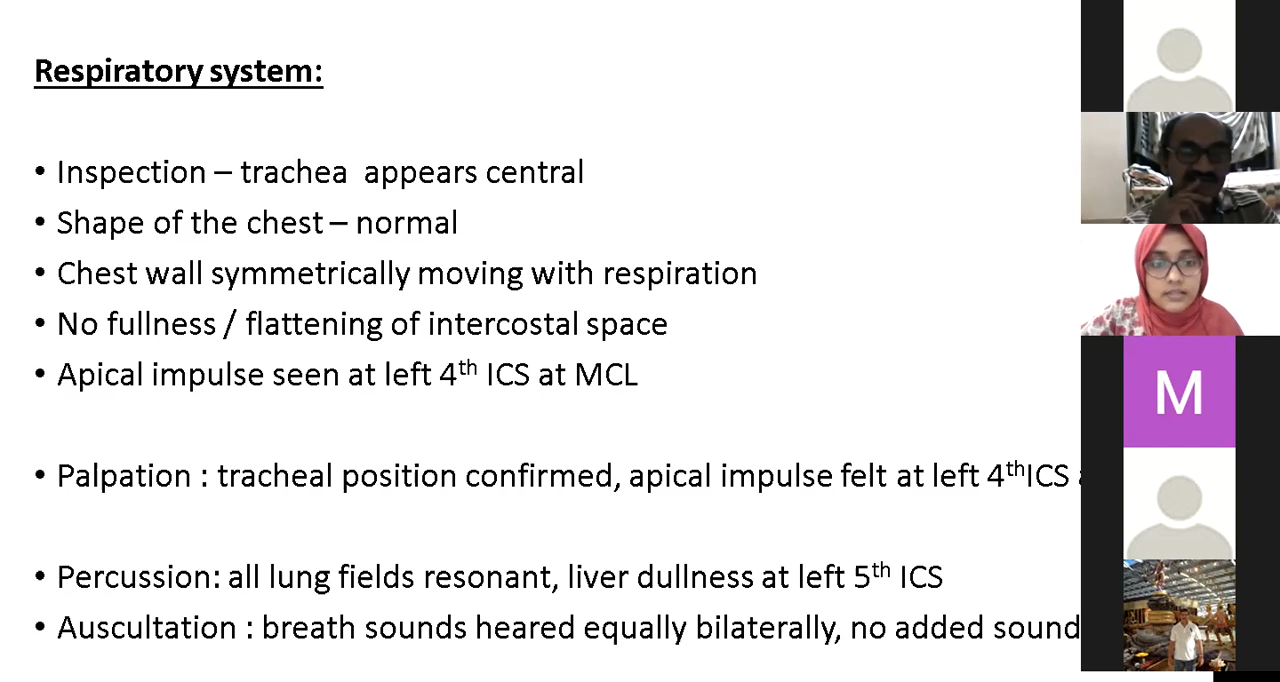 Respiratory system:
• Inspection – trachea appears central
• Shape of the chest – normal
• Chest wall symmetrically moving with respiration
• No fullness / flattening of intercostal space
• Apical impulse seen at left 4th ICS at MCL
• Palpation : tracheal position confirmed, apical impulse felt at left 4thICS
• Percussion: all lung fields resonant, liver dullness at left 5th ICS
• Auscultation : breath sounds heared equally bilaterally, no added sound
M